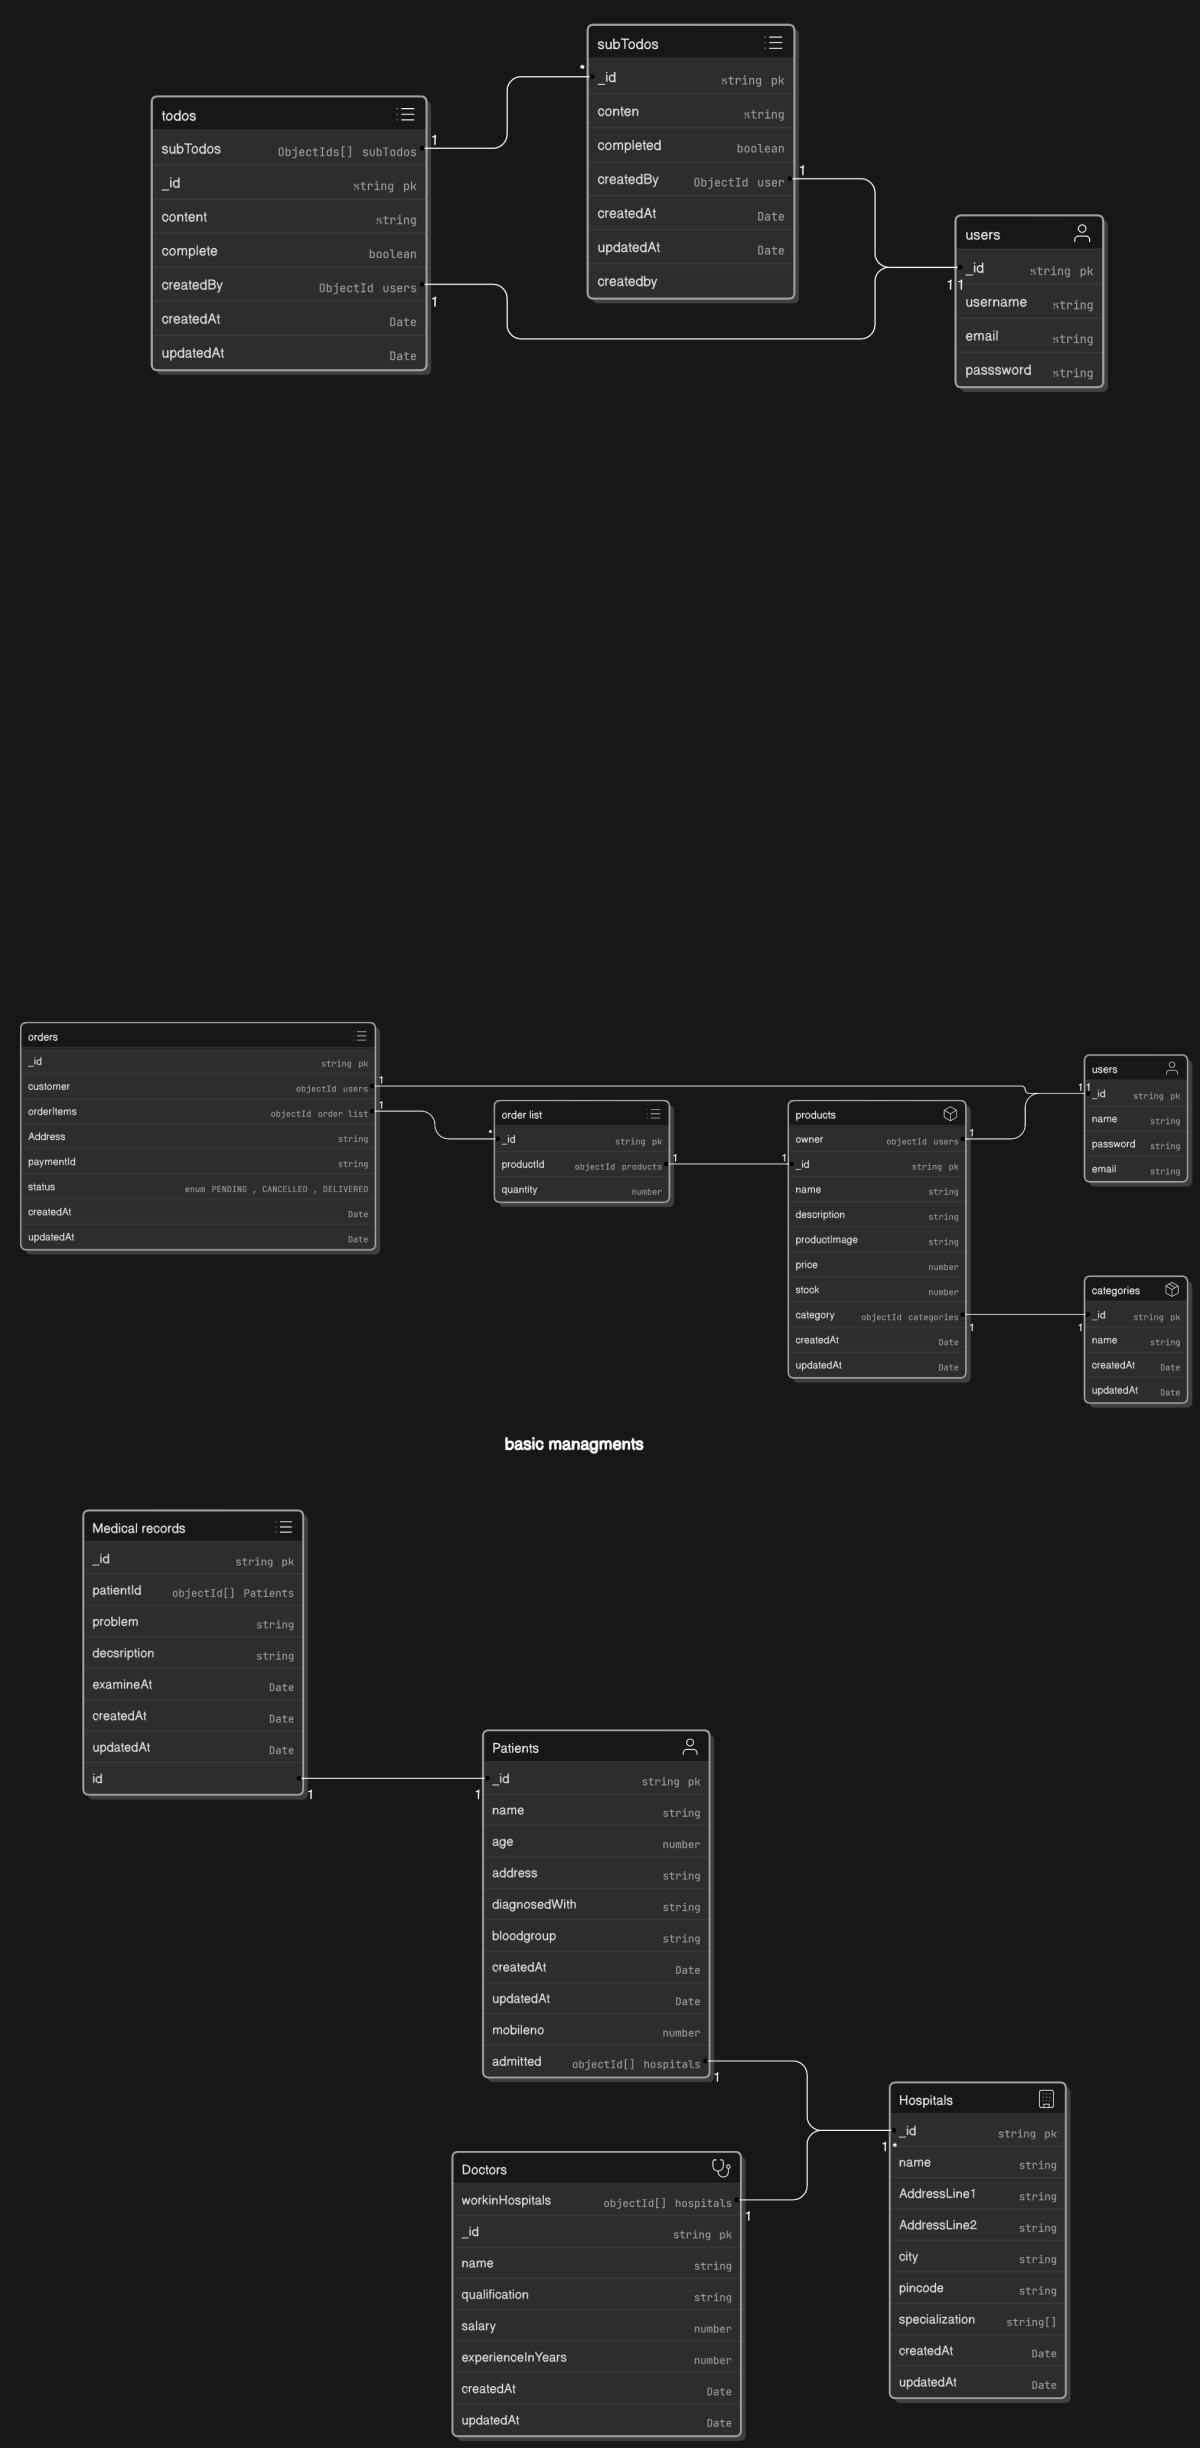 subTodos
_id string pk
conten string
completed boolean
createdBy ObjectId user
createdAt Date
updatedAt Date
createdby
*
1
todos
subTodos ObjectIds[] subTodos
_id string pk
content string
complete boolean
createdBy ObjectId users
createdAt Date
updatedAt Date
1
1
users
_id string pk
username string
email string
passsword string
1 1
orders
_id string pk
customer objectId users
orderItems objectId order list
Address string
paymentId string
status enum PENDING , CANCELLED , DELIVERED
createdAt Date
updatedAt Date
1
1
order list
_id string pk
productId objectId products
quantity number
*
1
products
owner objectId users
_id string pk
name string
description string
productImage string
price number
stock number
category objectId categories
createdAt Date
updatedAt Date
1
1
1
users
_id string pk
name string
password string
email string
1 1
categories
_id string pk
name string
createdAt Date
updatedAt Date
1
basic managments
Medical records
_id string pk
patientId objectId[] Patients
problem string
decsription string
examineAt Date
createdAt Date
updatedAt Date
id
1
Patients
_id string pk
name string
age number
address string
diagnosedWith string
bloodgroup string
createdAt Date
updatedAt Date
mobileno number
admitted objectId[] hospitals
1
1
Hospitals
_id string pk
name string
AddressLine1 string
AddressLine2 string
city string
pincode string
specialization string[]
createdAt Date
updatedAt Date
1 *
Doctors
workinHospitals objectId[] hospitals
_id string pk
name string
qualification string
salary number
experienceInYears number
createdAt Date
updatedAt Date
1